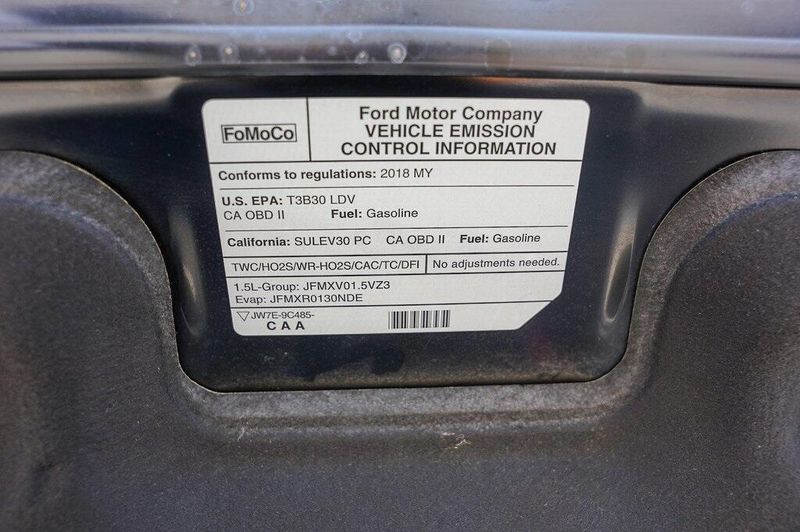 FoMoCo
Ford Motor Company
VEHICLE EMISSION
CONTROL INFORMATION
Conforms to regulations: 2018 MY
U.S. EPA: T3B30 LDV
CA OBD II Fuel: Gasoline
California: SULEV30 PC CA OBD II Fuel: Gasoline
TWC/HO2S/WR-HO2S/CAC/TC/DFI No adjustments needed.
1.5L-Group: JFMXV01.5VZ3
Evap: JFMXR0130NDE
JW7E-9C485-
C A A